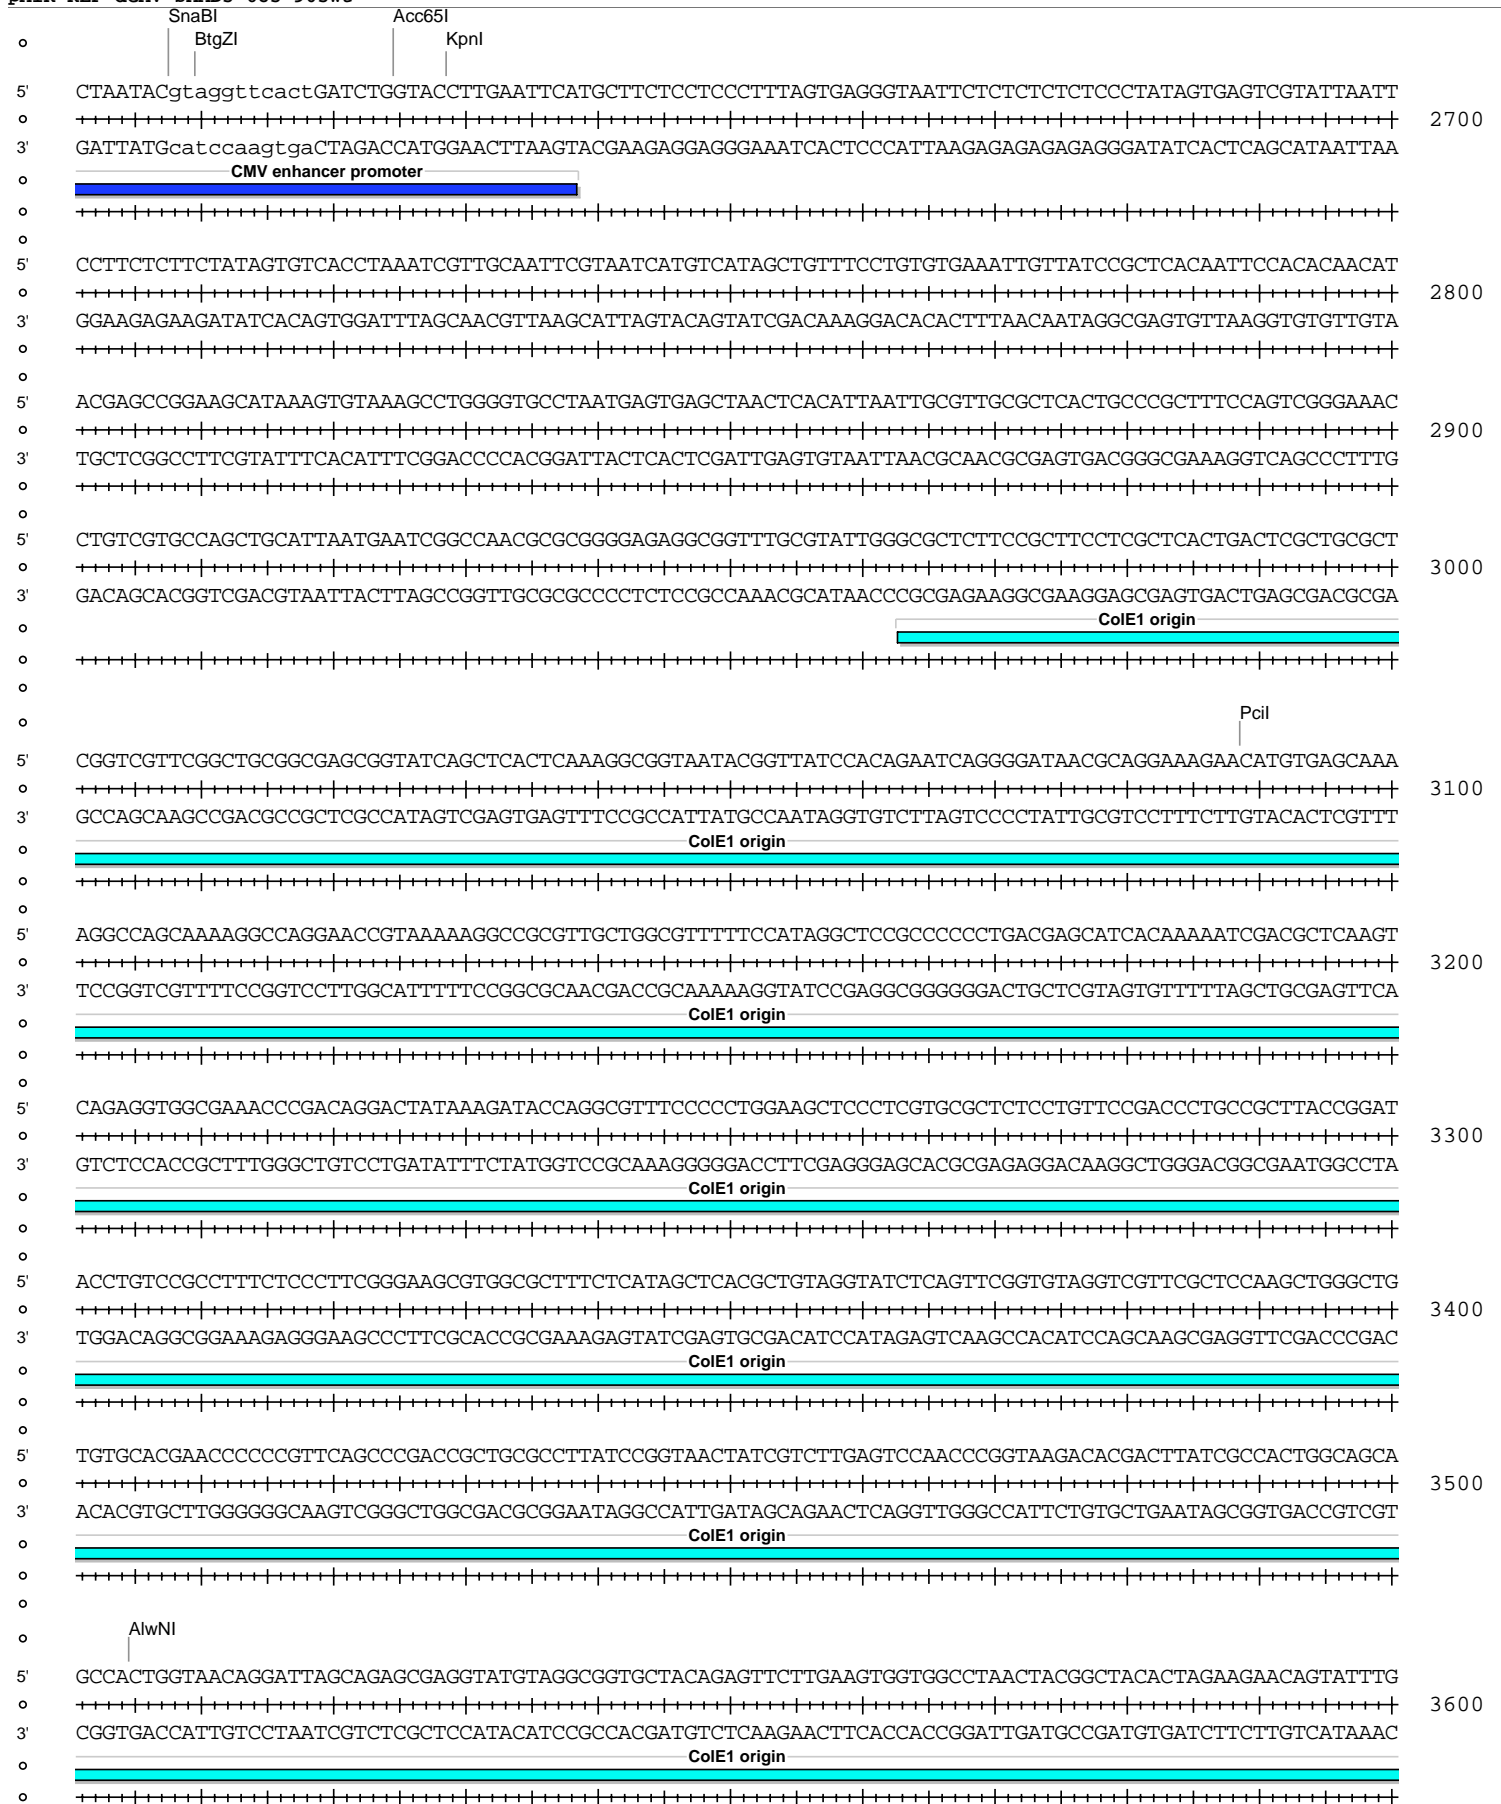 SnaBI Acc65I
BtgZI KpnI
5' CTAATACgtaggttcactGATCTGGTACCTTGAATTCATGCTTCTCCTCCCTTTAGTGAGGGTAATTCTCTCTCTCTCCCTATAGTGAGTCGTATTAATT
2700
3' GATTATGcatccaagtgaCTAGACCATGGAACTTAAGTACGAAGAGGAGGGAAATCACTCCCATTAAGAGAGAGAGAGGGATATCACTCAGCATAATTAA
CMV enhancer promoter
5' CCTTCTCTTCTATAGTGTCACCTAAATCGTTGCAATTCGTAATCATGTCATAGCTGTTTCCTGTGTGAAATTGTTATCCGCTCACAATTCCACACAACAT
2800
3' GGAAGAGAAGATATCACAGTGGATTTAGCAACGTTAAGCATTAGTACAGTATCGACAAAGGACACACTTTAACAATAGGCGAGTGTTAAGGTGTGTTGTA
5' ACGAGCCGGAAGCATAAAGTGTAAAGCCTGGGGTGCCTAATGAGTGAGCTAACTCACATTAATTGCGTTGCGCTCACTGCCCGCTTTCCAGTCGGGAAAC
2900
3' TGCTCGGCCTTCGTATTTCACATTTCGGACCCCACGGATTACTCACTCGATTGAGTGTAATTAACGCAACGCGAGTGACGGGCGAAAGGTCAGCCCTTTG
5' CTGTCGTGCCAGCTGCATTAATGAATCGGCCAACGCGCGGGGAGAGGCGGTTTGCGTATTGGGCGCTCTTCCGCTTCCTCGCTCACTGACTCGCTGCGCT
3000
3' GACAGCACGGTCGACGTAATTACTTAGCCGGTTGCGCGCCCCTCTCCGCCAAACGCATAACCCGCGAGAAGGCGAAGGAGCGAGTGACTGAGCGACGCGA
ColE1 origin
PciI
5' CGGTCGTTCGGCTGCGGCGAGCGGTATCAGCTCACTCAAAGGCGGTAATACGGTTATCCACAGAATCAGGGGATAACGCAGGAAAGAACATGTGAGCAAA
3100
3' GCCAGCAAGCCGACGCCGCTCGCCATAGTCGAGTGAGTTTCCGCCATTATGCCAATAGGTGTCTTAGTCCCCTATTGCGTCCTTTCTTGTACACTCGTTT
ColE1 origin
5' AGGCCAGCAAAAGGCCAGGAACCGTAAAAAGGCCGCGTTGCTGGCGTTTTTCCATAGGCTCCGCCCCCCTGACGAGCATCACAAAAATCGACGCTCAAGT
3200
3' TCCGGTCGTTTTCCGGTCCTTGGCATTTTTCCGGCGCAACGACCGCAAAAAGGTATCCGAGGCGGGGGGACTGCTCGTAGTGTTTTTAGCTGCGAGTTCA
ColE1 origin
5' CAGAGGTGGCGAAACCCGACAGGACTATAAAGATACCAGGCGTTTCCCCCTGGAAGCTCCCTCGTGCGCTCTCCTGTTCCGACCCTGCCGCTTACCGGAT
3300
3' GTCTCCACCGCTTTGGGCTGTCCTGATATTTCTATGGTCCGCAAAGGGGGACCTTCGAGGGAGCACGCGAGAGGACAAGGCTGGGACGGCGAATGGCCTA
ColE1 origin
5' ACCTGTCCGCCTTTCTCCCTTCGGGAAGCGTGGCGCTTTCTCATAGCTCACGCTGTAGGTATCTCAGTTCGGTGTAGGTCGTTCGCTCCAAGCTGGGCTG
3400
3' TGGACAGGCGGAAAGAGGGAAGCCCTTCGCACCGCGAAAGAGTATCGAGTGCGACATCCATAGAGTCAAGCCACATCCAGCAAGCGAGGTTCGACCCGAC
ColE1 origin
5' TGTGCACGAACCCCCCGTTCAGCCCGACCGCTGCGCCTTATCCGGTAACTATCGTCTTGAGTCCAACCCGGTAAGACACGACTTATCGCCACTGGCAGCA
3500
3' ACACGTGCTTGGGGGGCAAGTCGGGCTGGCGACGCGGAATAGGCCATTGATAGCAGAACTCAGGTTGGGCCATTCTGTGCTGAATAGCGGTGACCGTCGT
ColE1 origin
AlwNI
5' GCCACTGGTAACAGGATTAGCAGAGCGAGGTATGTAGGCGGTGCTACAGAGTTCTTGAAGTGGTGGCCTAACTACGGCTACACTAGAAGAACAGTATTTG
3600
3' CGGTGACCATTGTCCTAATCGTCTCGCTCCATACATCCGCCACGATGTCTCAAGAACTTCACCACCGGATTGATGCCGATGTGATCTTCTTGTCATAAAC
ColE1 origin